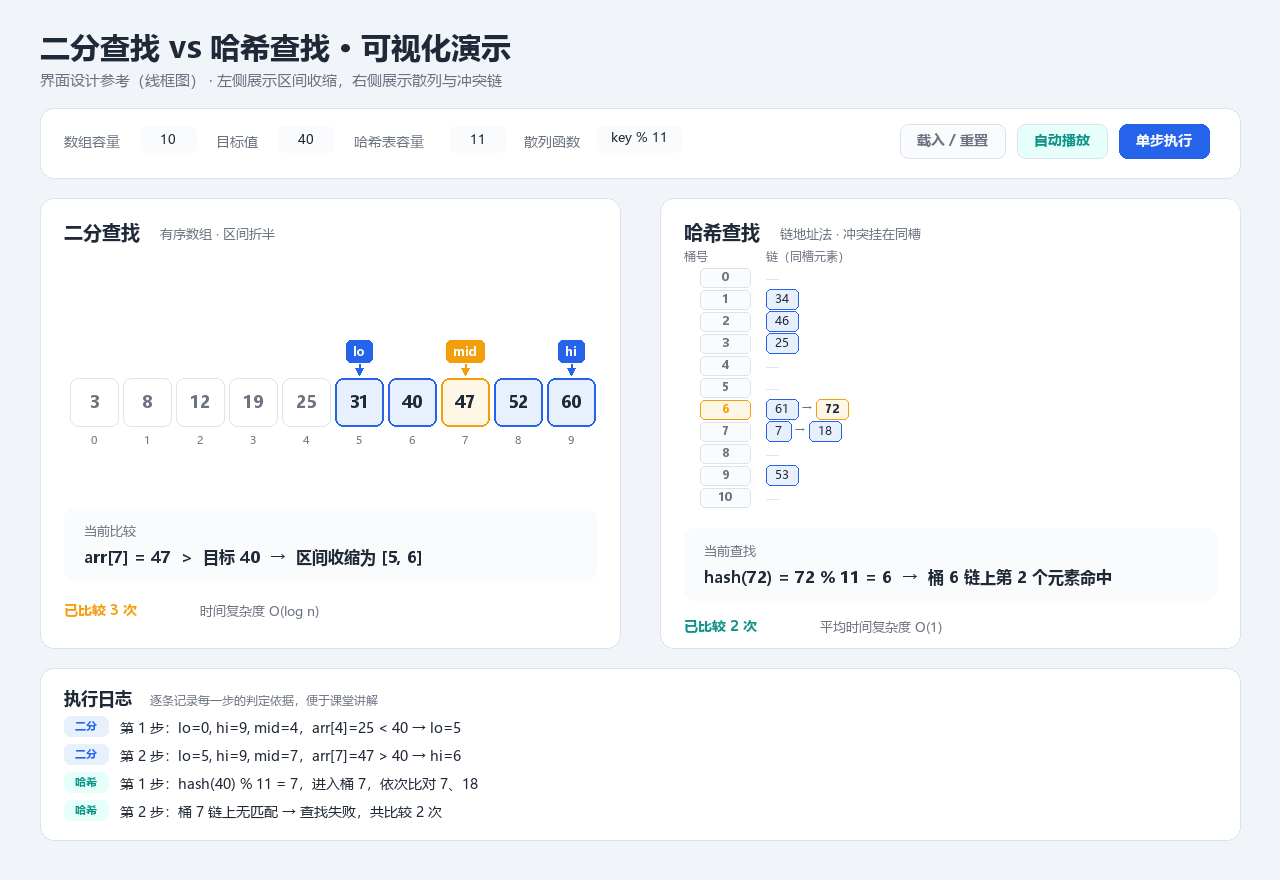 二分查找 vs 哈希查找 • 可视化演示
界面设计参考（线框图） · 左侧展示区间收缩，右侧展示散列与冲突链
数组容量 10 目标值 40 哈希表容量 11 散列函数 key % 11 载入 / 重置 自动播放 单步执行
二分查找 有序数组 · 区间折半
lo mid hi
3 8 12 19 25 31 40 47 52 60
0 1 2 3 4 5 6 7 8 9
当前比较
arr[7] = 47 > 目标 40 → 区间收缩为 [5, 6]
已比较 3 次 时间复杂度 O(log n)
哈希查找 链地址法 · 冲突挂在同槽
桶号 链（同槽元素）
0 —
1 34
2 46
3 25
4 —
5 —
6 61 → 72
7 7 → 18
8 —
9 53
10 —
当前查找
hash(72) = 72 % 11 = 6 → 桶 6 链上第 2 个元素命中
已比较 2 次 平均时间复杂度 O(1)
执行日志 逐条记录每一步的判定依据，便于课堂讲解
二分 第 1 步：lo=0, hi=9, mid=4，arr[4]=25 < 40 → lo=5
二分 第 2 步：lo=5, hi=9, mid=7，arr[7]=47 > 40 → hi=6
哈希 第 1 步：hash(40) % 11 = 7，进入桶 7，依次比对 7、18
哈希 第 2 步：桶 7 链上无匹配 → 查找失败，共比较 2 次